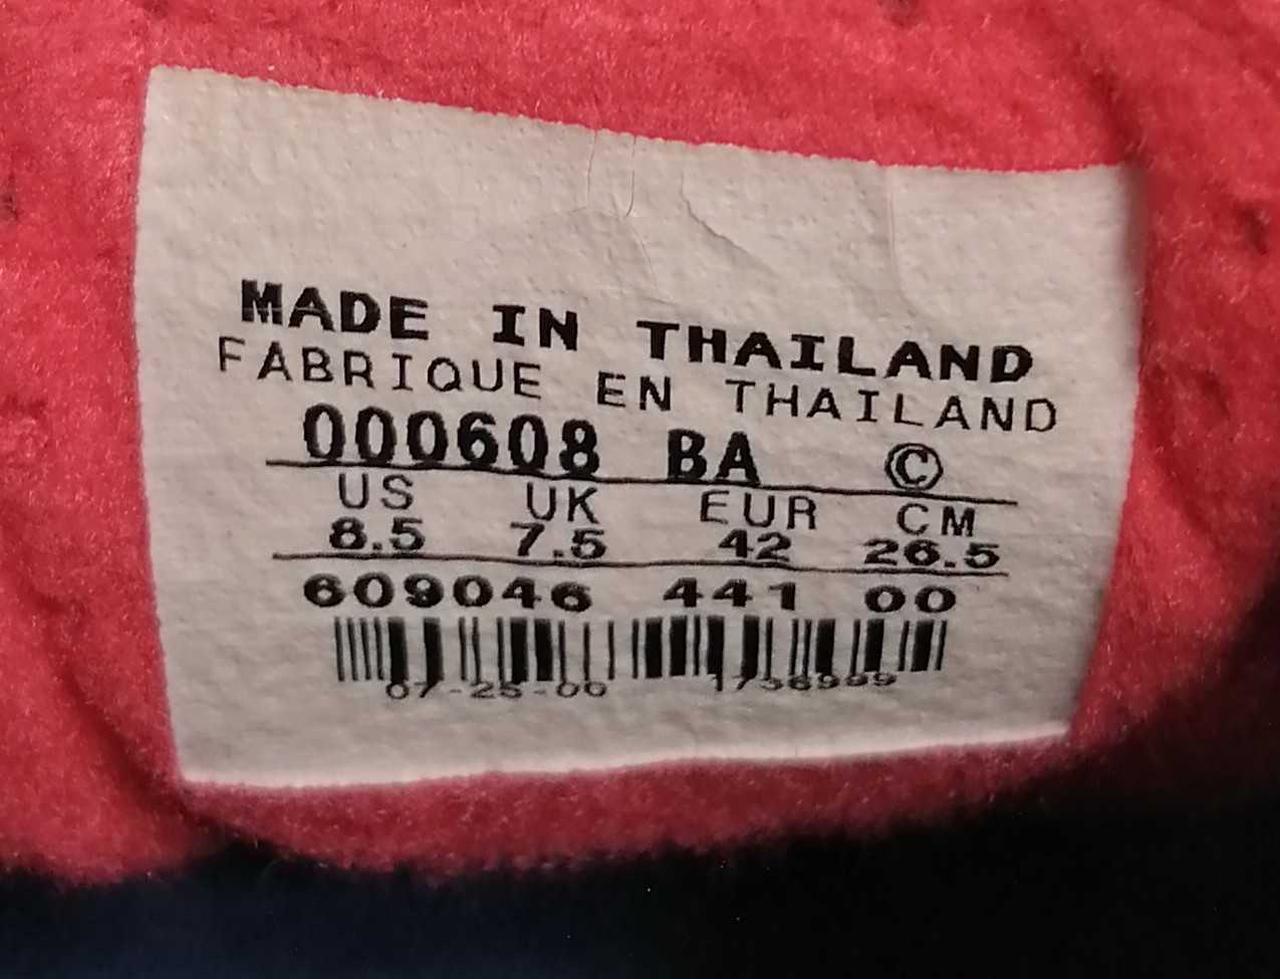 MADE IN THAILAND
FABRIQUE EN THAILAND
000608 BA ©
US UK EUR CM
8.5 7.5 42 26.5
609046 441 00
07-25-00